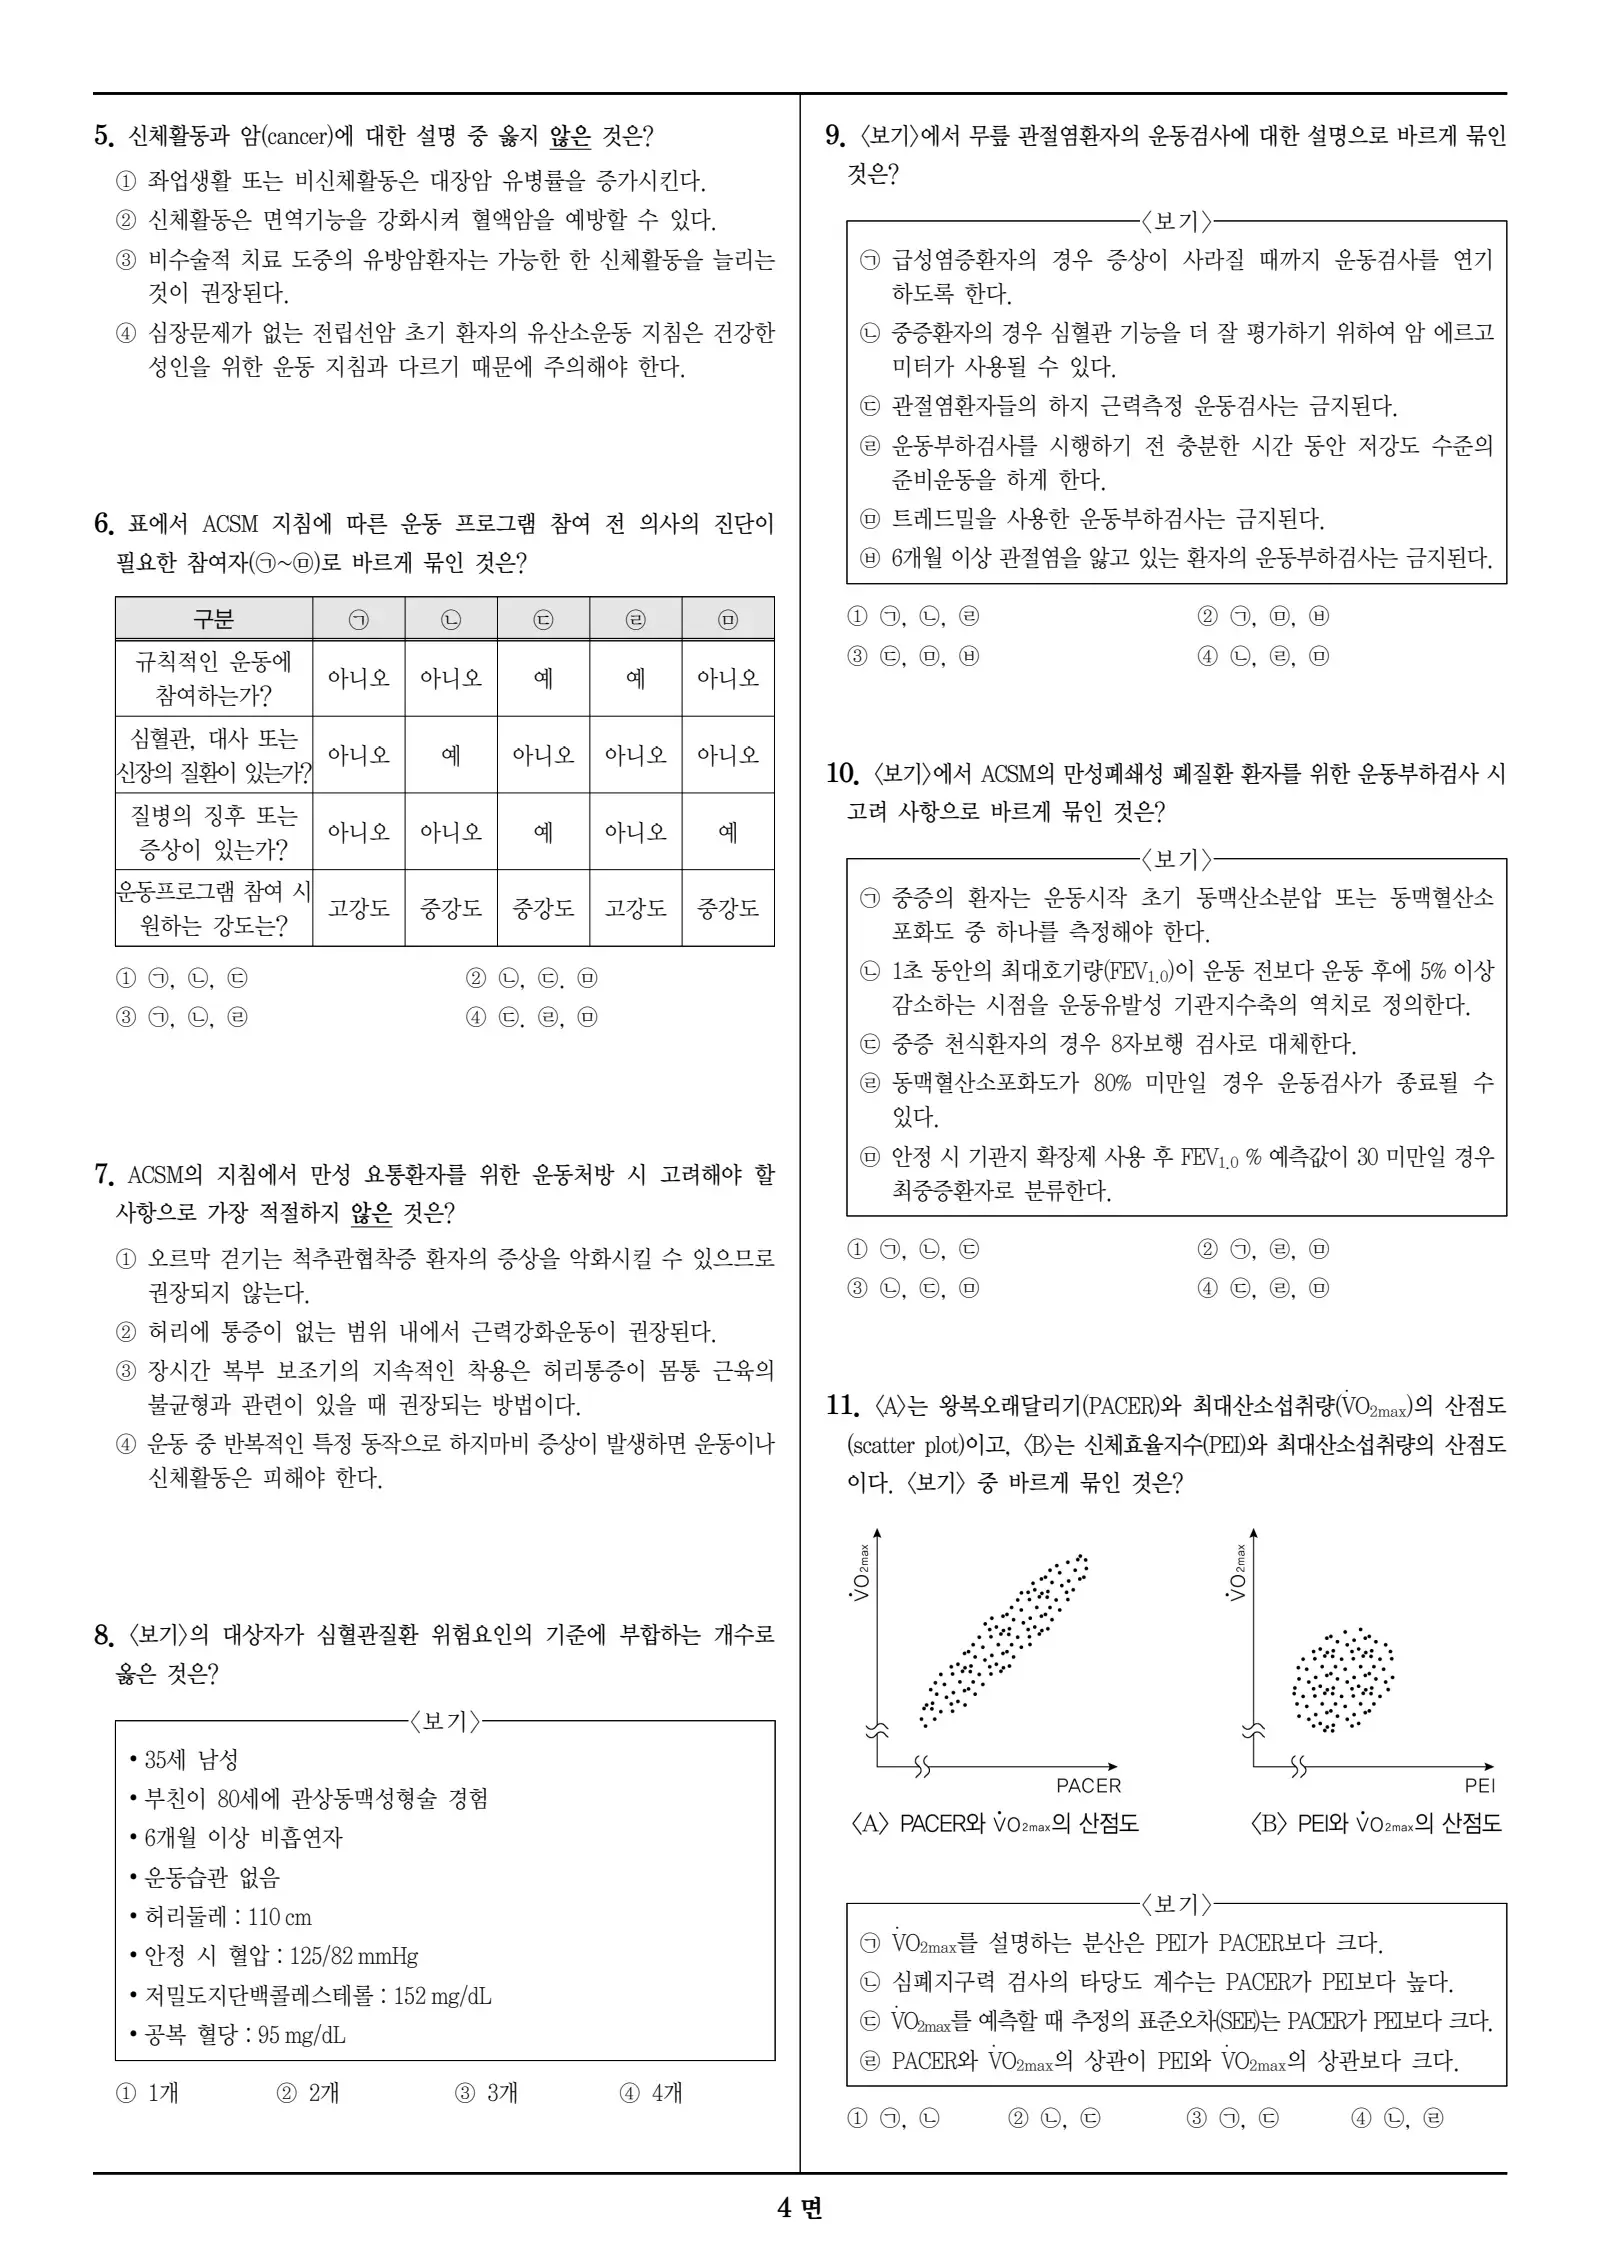 5. 신체활동과 암(cancer)에 대한 설명 중 옳지 않은 것은?
① 좌업생활 또는 비신체활동은 대장암 유병률을 증가시킨다.
② 신체활동은 면역기능을 강화시켜 혈액암을 예방할 수 있다.
③ 비수술적 치료 도중의 유방암환자는 가능한 한 신체활동을 늘리는
것이 권장된다.
④ 심장문제가 없는 전립선암 초기 환자의 유산소운동 지침은 건강한
성인을 위한 운동 지침과 다르기 때문에 주의해야 한다.
6. 표에서 ACSM 지침에 따른 운동 프로그램 참여 전 의사의 진단이
필요한 참여자(㉠~㉤)로 바르게 묶인 것은?
구분 ㉠ ㉡ ㉢ ㉣ ㉤
규칙적인 운동에
참여하는가?
아니오 아니오 예 예 아니오
심혈관, 대사 또는
신장의 질환이 있는가?
아니오 예 아니오 아니오 아니오
질병의 징후 또는
증상이 있는가?
아니오 아니오 예 아니오 예
운동프로그램 참여 시
원하는 강도는?
고강도 중강도 중강도 고강도 중강도
① ㉠, ㉡, ㉢ ② ㉡, ㉢. ㉤
③ ㉠, ㉡, ㉣ ④ ㉢. ㉣, ㉤
7. ACSM의 지침에서 만성 요통환자를 위한 운동처방 시 고려해야 할
사항으로 가장 적절하지 않은 것은?
① 오르막 걷기는 척추관협착증 환자의 증상을 악화시킬 수 있으므로
권장되지 않는다.
② 허리에 통증이 없는 범위 내에서 근력강화운동이 권장된다.
③ 장시간 복부 보조기의 지속적인 착용은 허리통증이 몸통 근육의
불균형과 관련이 있을 때 권장되는 방법이다.
④ 운동 중 반복적인 특정 동작으로 하지마비 증상이 발생하면 운동이나
신체활동은 피해야 한다.
8. 〈보기〉의 대상자가 심혈관질환 위험요인의 기준에 부합하는 개수로
옳은 것은?
〈보기〉
• 35세 남성
• 부친이 80세에 관상동맥성형술 경험
• 6개월 이상 비흡연자
• 운동습관 없음
• 허리둘레 : 110 cm
• 안정 시 혈압 : 125/82 mmHg
• 저밀도지단백콜레스테롤 : 152 mg/dL
• 공복 혈당 : 95 mg/dL
① 1개 ② 2개 ③ 3개 ④ 4개
9. 〈보기〉에서 무릎 관절염환자의 운동검사에 대한 설명으로 바르게 묶인
것은?
〈보기〉
㉠ 급성염증환자의 경우 증상이 사라질 때까지 운동검사를 연기
하도록 한다.
㉡ 중증환자의 경우 심혈관 기능을 더 잘 평가하기 위하여 암 에르고
미터가 사용될 수 있다.
㉢ 관절염환자들의 하지 근력측정 운동검사는 금지된다.
㉣ 운동부하검사를 시행하기 전 충분한 시간 동안 저강도 수준의
준비운동을 하게 한다.
㉤ 트레드밀을 사용한 운동부하검사는 금지된다.
㉥ 6개월 이상 관절염을 앓고 있는 환자의 운동부하검사는 금지된다.
① ㉠, ㉡, ㉣ ② ㉠, ㉤, ㉥
③ ㉢, ㉤, ㉥ ④ ㉡, ㉣, ㉤
10. 〈보기〉에서 ACSM의 만성폐쇄성 폐질환 환자를 위한 운동부하검사 시
고려 사항으로 바르게 묶인 것은?
〈보기〉
㉠ 중증의 환자는 운동시작 초기 동맥산소분압 또는 동맥혈산소
포화도 중 하나를 측정해야 한다.
㉡ 1초 동안의 최대호기량(FEV1.0)이 운동 전보다 운동 후에 5% 이상
감소하는 시점을 운동유발성 기관지수축의 역치로 정의한다.
㉢ 중증 천식환자의 경우 8자보행 검사로 대체한다.
㉣ 동맥혈산소포화도가 80% 미만일 경우 운동검사가 종료될 수
있다.
㉤ 안정 시 기관지 확장제 사용 후 FEV1.0 % 예측값이 30 미만일 경우
최중증환자로 분류한다.
① ㉠, ㉡, ㉢ ② ㉠, ㉣, ㉤
③ ㉡, ㉢, ㉤ ④ ㉢, ㉣, ㉤
11. 〈A〉는 왕복오래달리기(PACER)와 최대산소섭취량(V̇O2max)의 산점도
(scatter plot)이고, 〈B〉는 신체효율지수(PEI)와 최대산소섭취량의 산점도
이다. 〈보기〉 중 바르게 묶인 것은?
V̇O2max
PACER
〈A〉 PACER와 V̇O2max의 산점도
V̇O2max
PEI
〈B〉 PEI와 V̇O2max의 산점도
〈보기〉
㉠ V̇O2max를 설명하는 분산은 PEI가 PACER보다 크다.
㉡ 심폐지구력 검사의 타당도 계수는 PACER가 PEI보다 높다.
㉢ V̇O2max를 예측할 때 추정의 표준오차(SEE)는 PACER가 PEI보다 크다.
㉣ PACER와 V̇O2max의 상관이 PEI와 V̇O2max의 상관보다 크다.
① ㉠, ㉡ ② ㉡, ㉢ ③ ㉠, ㉢ ④ ㉡, ㉣
4 면